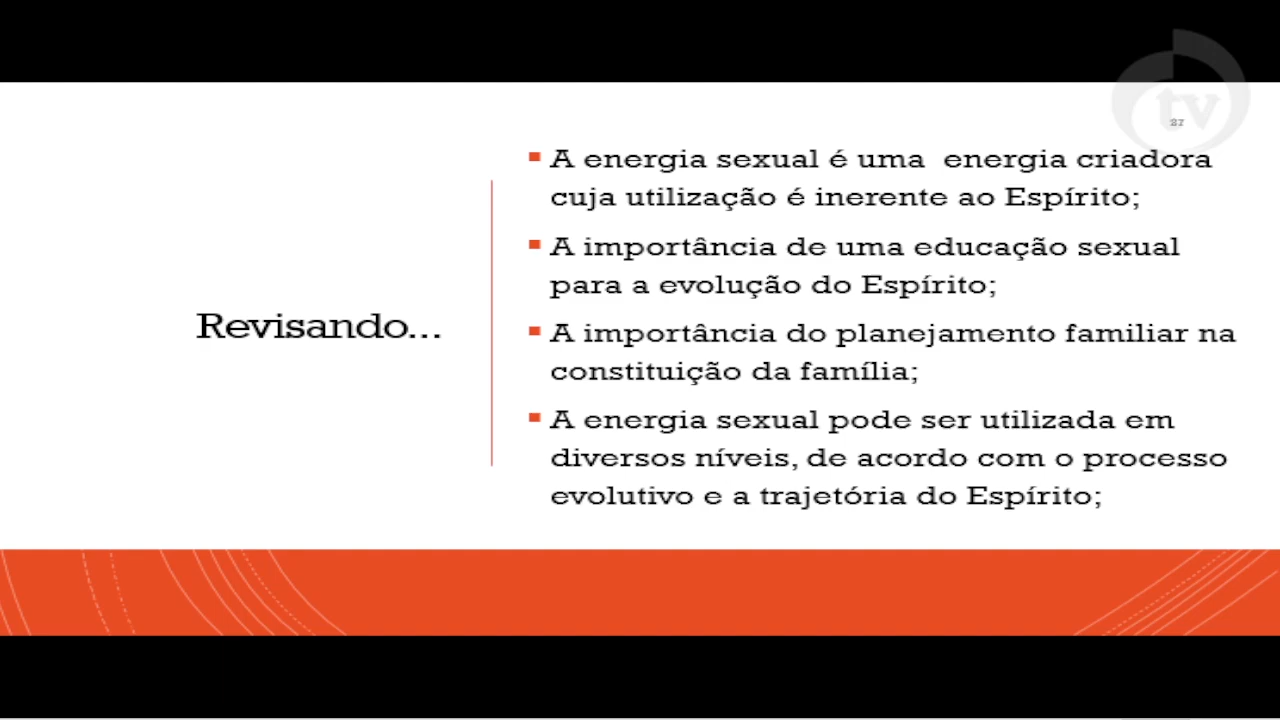 tv
27
A energia sexual é uma energia criadora
cuja utilização é inerente ao Espírito;
A importância de uma educação sexual
para a evolução do Espírito;
Revisando...
A importância do planejamento familiar na
constituição da família;
A energia sexual pode ser utilizada em
diversos níveis, de acordo com o processo
evolutivo e a trajetória do Espírito;